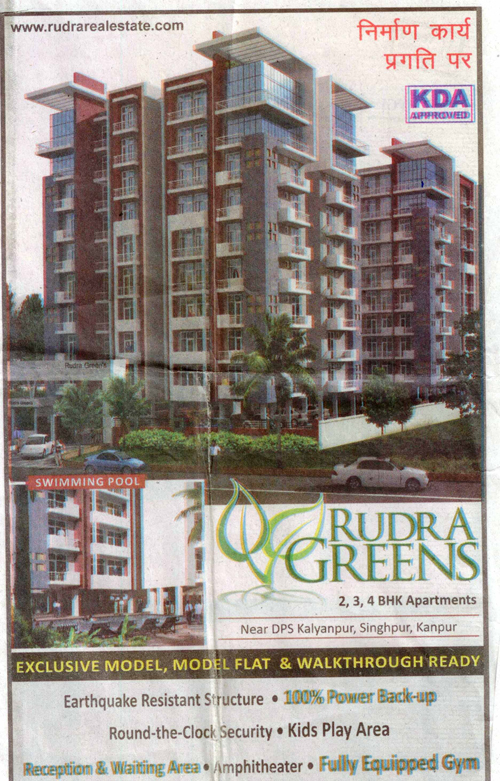 www.rudrarealestate.com
निर्माण कार्य
प्रगति पर
KDA
APPROVED
Rudra Greens
SWIMMING POOL
RUDRA
GREENS
2, 3, 4 BHK Apartments
Near DPS Kalyanpur, Singhpur, Kanpur
EXCLUSIVE MODEL, MODEL FLAT & WALKTHROUGH READY
Earthquake Resistant Structure • 100% Power Back-up
Round-the-Clock Security • Kids Play Area
Reception & Waiting Area • Amphitheater • Fully Equipped Gym